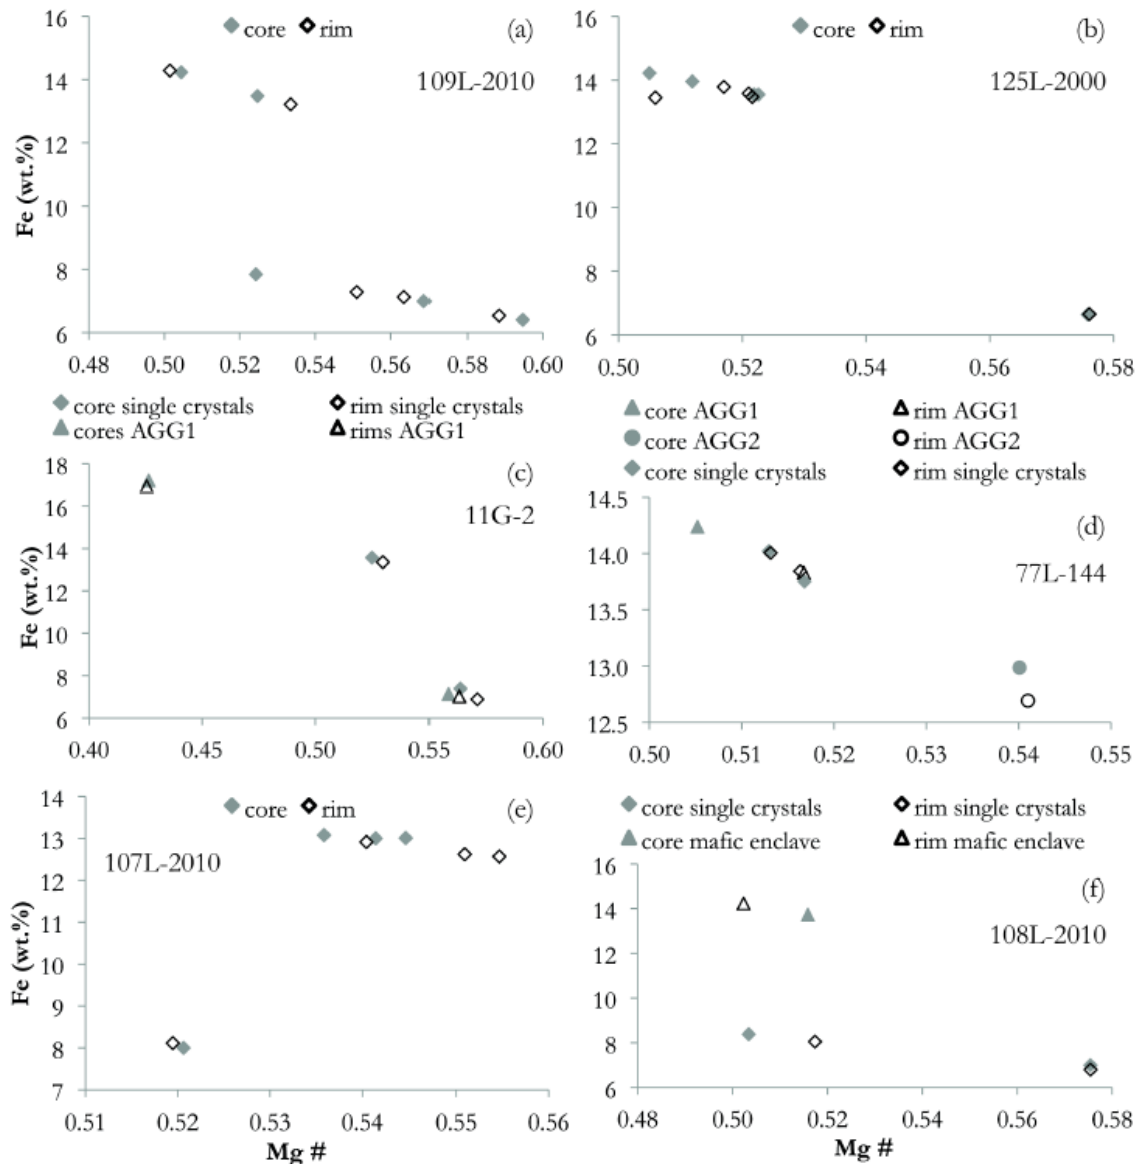 16
14
12
10
8
6
Fe (wt.%)
core rim
(a)
109L-2010
0.48 0.50 0.52 0.54 0.56 0.58 0.60
16
14
12
10
8
6
core rim
(b)
125L-2000
0.50 0.52 0.54 0.56 0.58
core single crystals rim single crystals
cores AGG1 rims AGG1
18
16
14
12
10
8
6
Fe (wt.%)
(c)
11G-2
0.40 0.45 0.50 0.55 0.60
core AGG1 rim AGG1
core AGG2 rim AGG2
core single crystals rim single crystals
14.5
14.0
13.5
13.0
12.5
(d)
77L-144
0.50 0.51 0.52 0.53 0.54 0.55
14
13
12
11
10
9
8
7
Fe (wt.%)
core rim
(e)
107L-2010
0.51 0.52 0.53 0.54 0.55 0.56
Mg #
core single crystals rim single crystals
core mafic enclave rim mafic enclave
16
14
12
10
8
6
(f)
108L-2010
0.48 0.50 0.52 0.54 0.56 0.58
Mg #